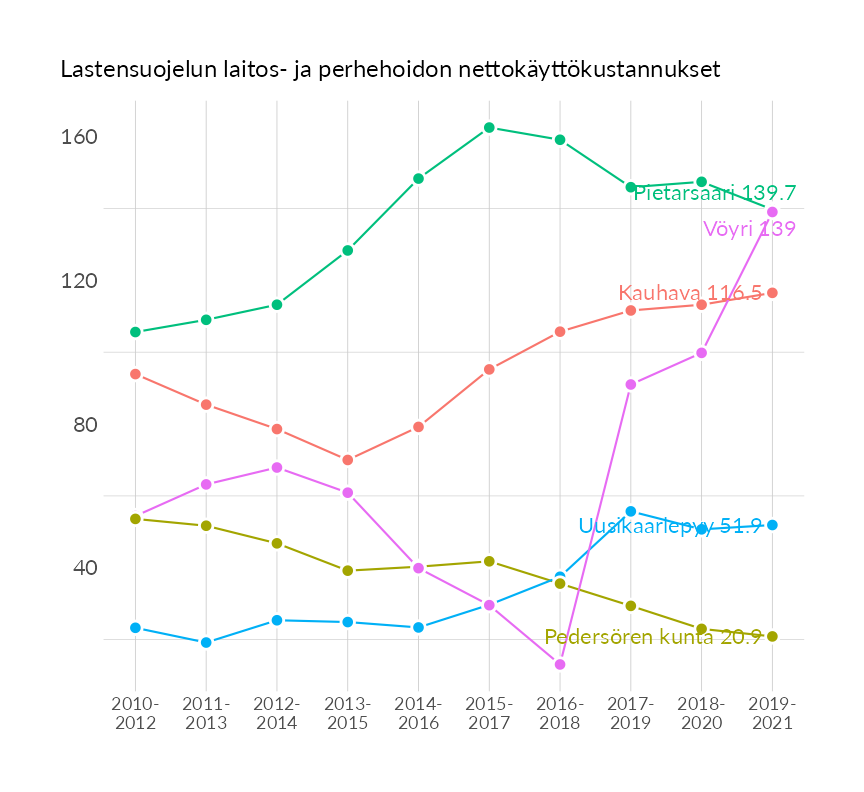 Lastensuojelun laitos- ja perhehoidon nettokäyttökustannukset
160
120
80
40
Pietarsaari 139.7
Vöyri 139
Kauhava 116.5
Uusikaarlepyy 51.9
Pedersören kunta 20.9
2010- 2011- 2012- 2013- 2014- 2015- 2016- 2017- 2018- 2019-
2012 2013 2014 2015 2016 2017 2018 2019 2020 2021